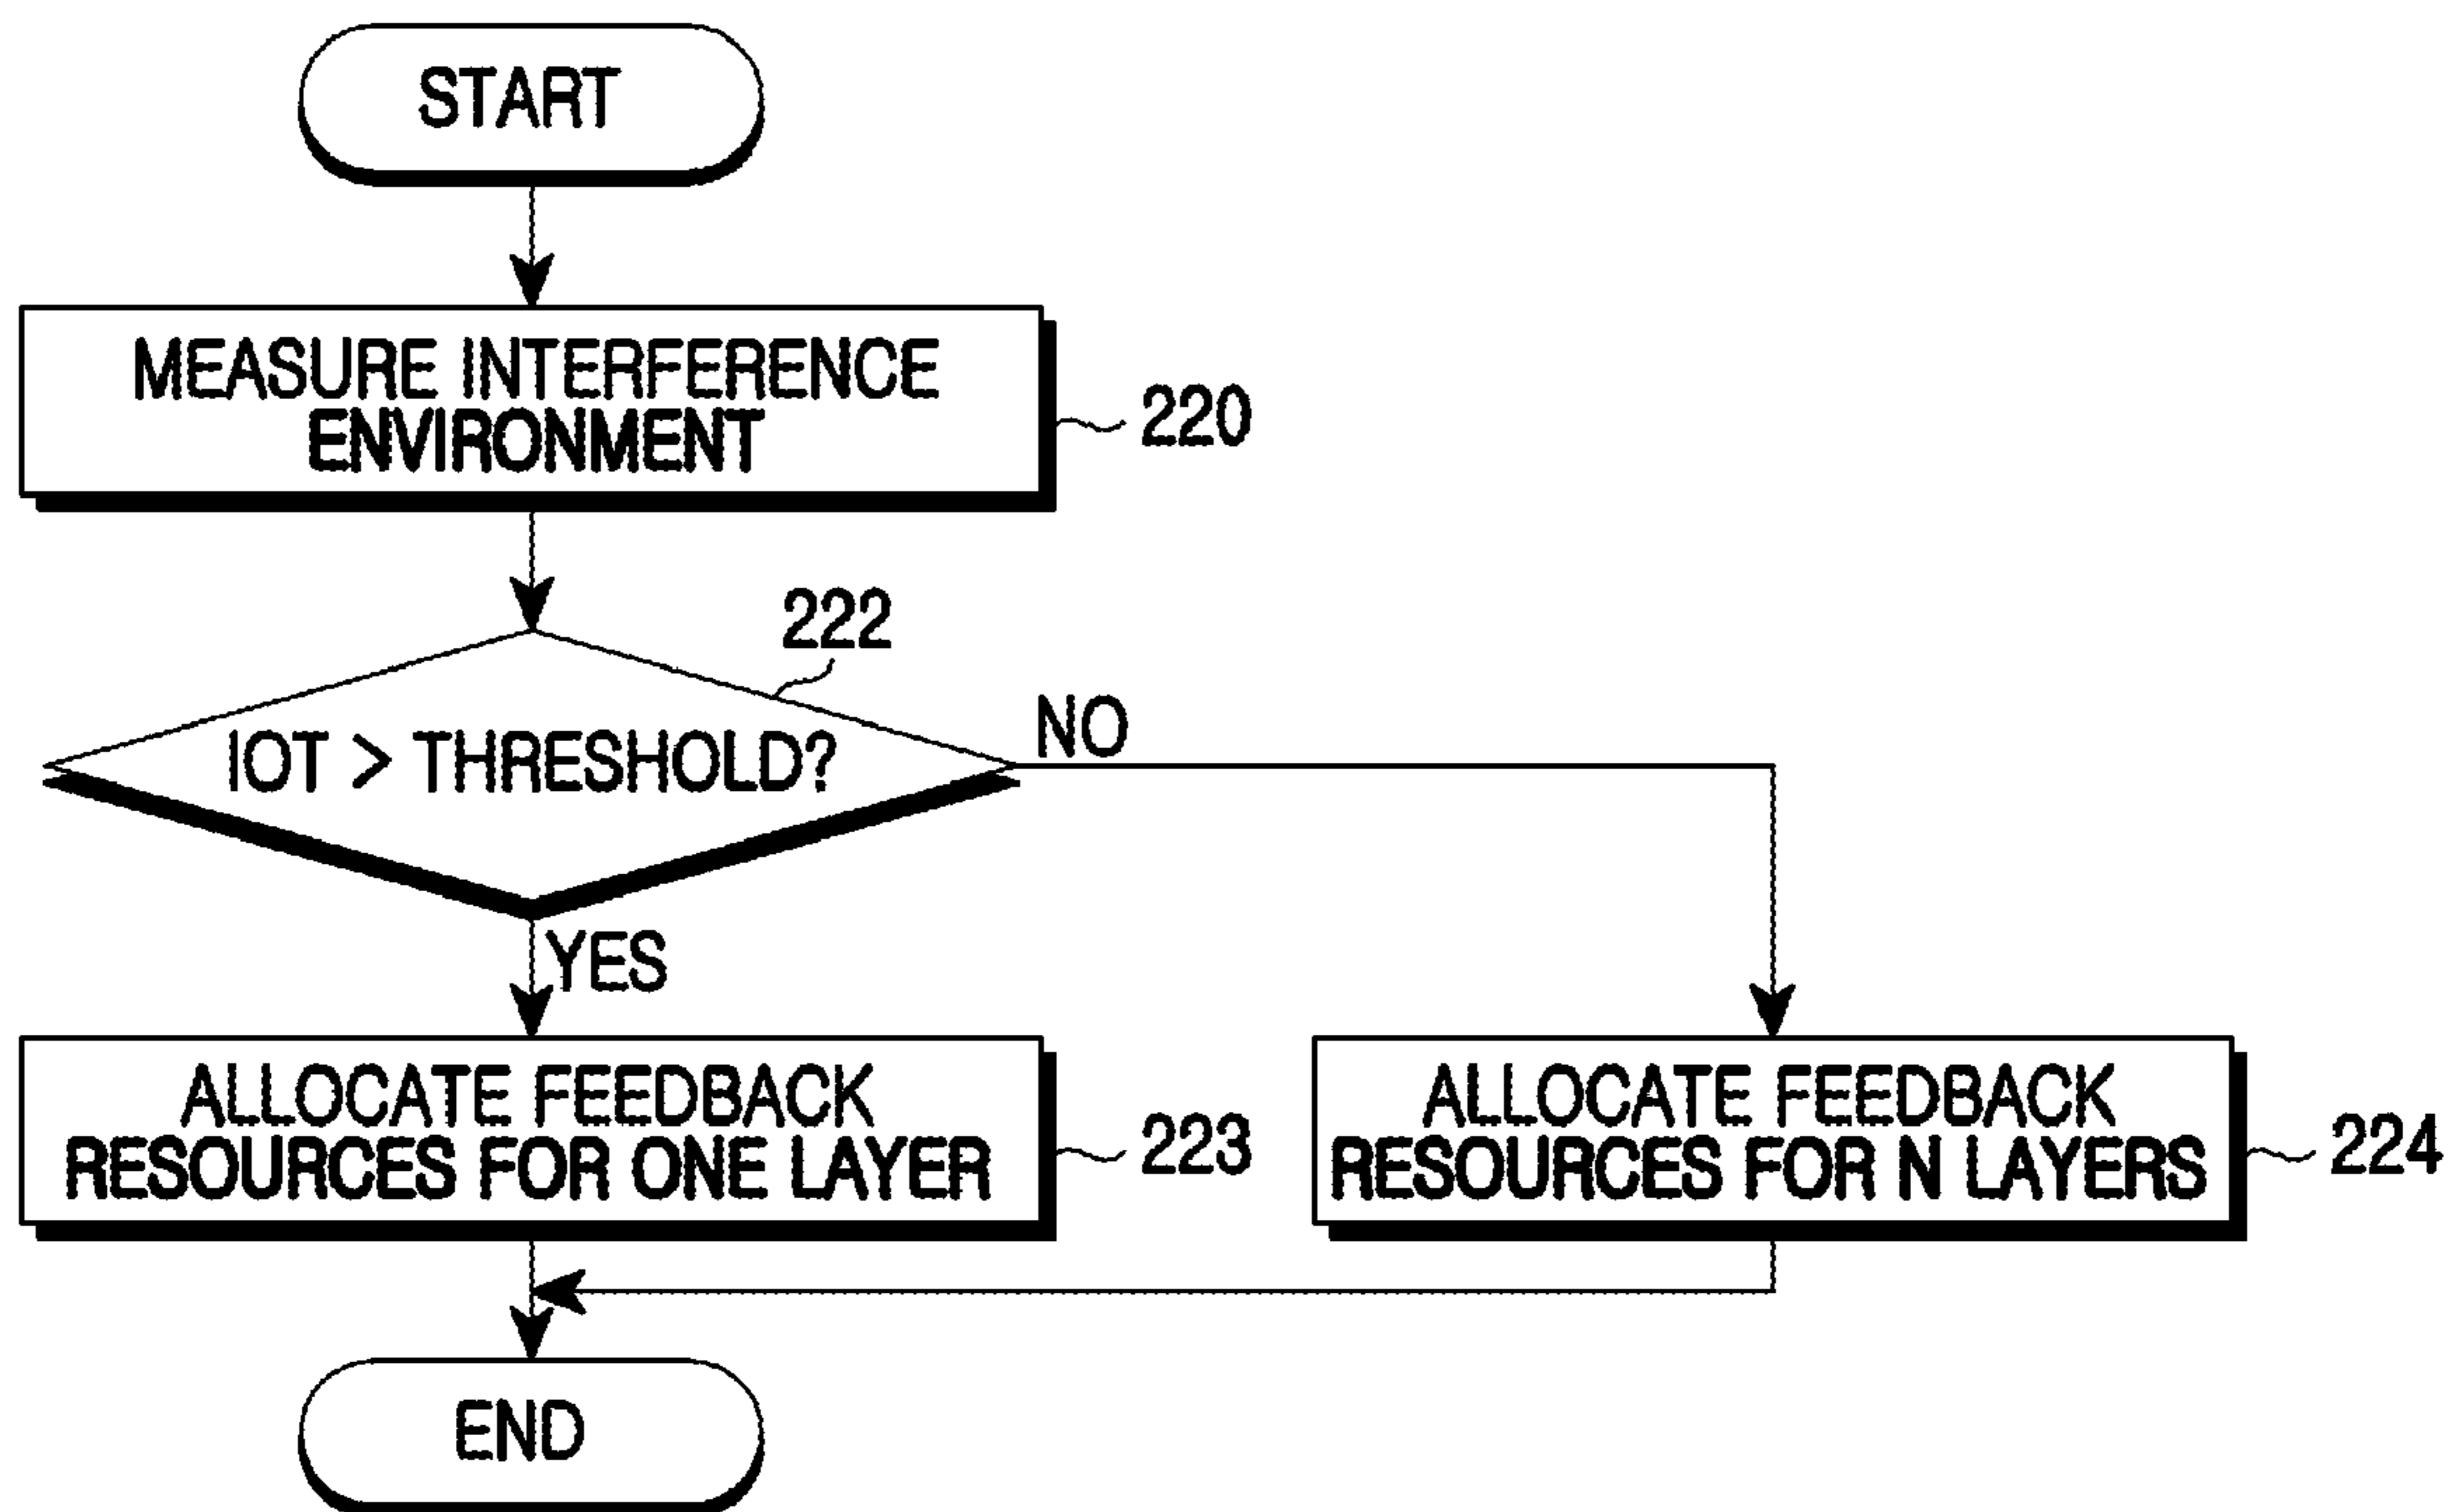 START
MEASURE INTERFERENCE
ENVIRONMENT
220
222
IOT > THRESHOLD?
NO
YES
ALLOCATE FEEDBACK
RESOURCES FOR ONE LAYER
223
ALLOCATE FEEDBACK
RESOURCES FOR N LAYERS
224
END